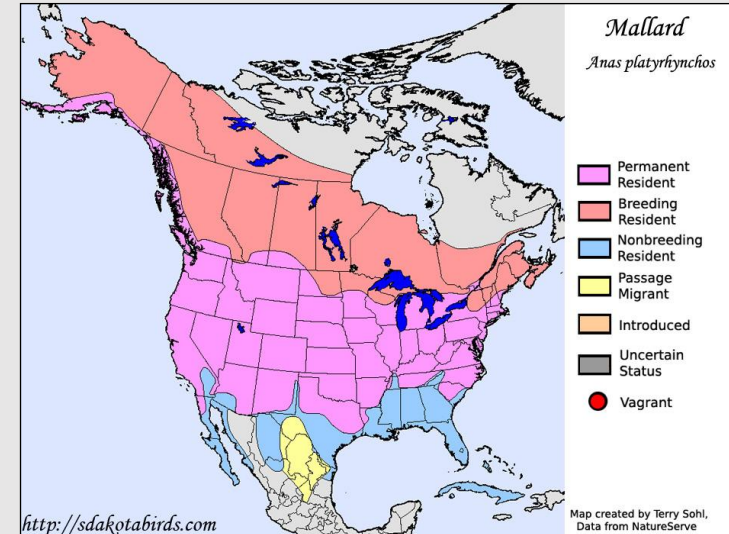 Mallard
Anas platyrhynchos
Permanent
Resident
Breeding
Resident
Nonbreeding
Resident
Passage
Migrant
Introduced
Uncertain
Status
Vagrant
http://sdakotabirds.com
Map created by Terry Sohl,
Data from NatureServe